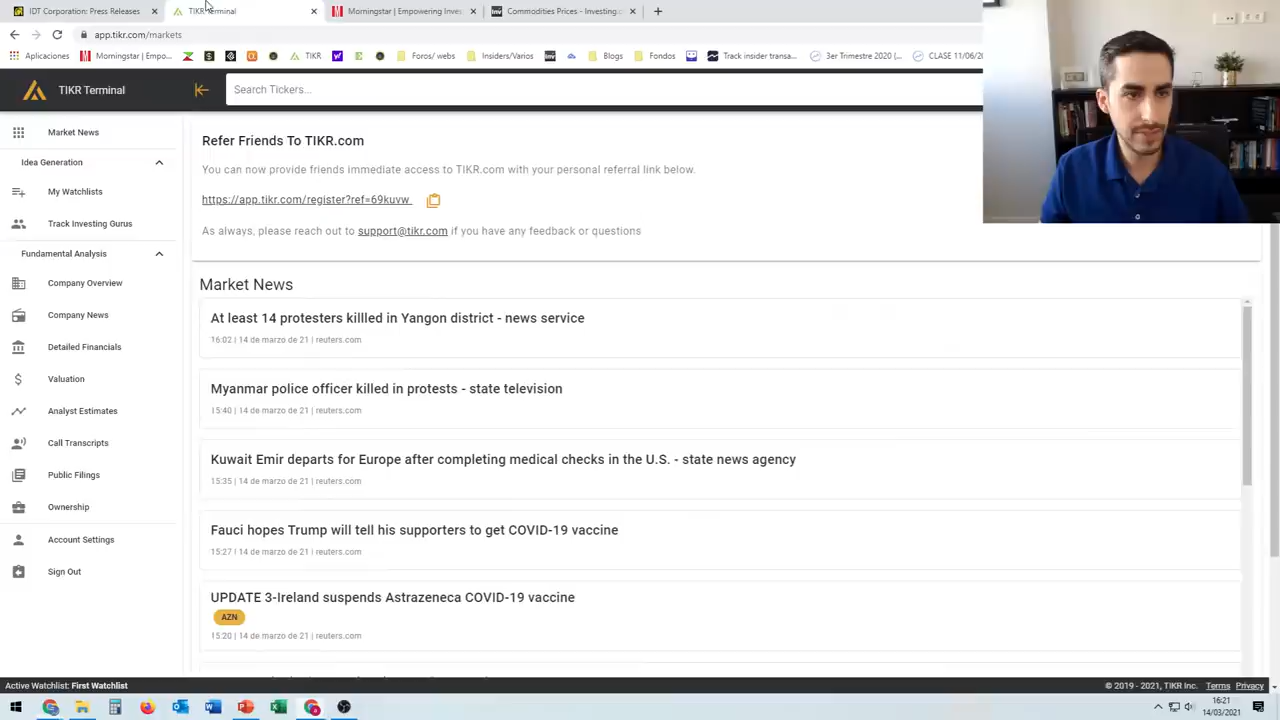 IDT Corporation: Press Releases
TIKR Terminal
Morningstar | Empowering Inves
Commodities Prices - Investing.c
app.tikr.com/markets
Aplicaciones
Morningstar | Empo...
TIKR
Foros/ webs
Insiders/Varios
Blogs
Fondos
Track insider transa...
3er Trimestre 2020 (...
CLASE 11/06/2
TIKR Terminal
Search Tickers...
Market News
Idea Generation
My Watchlists
Track Investing Gurus
Fundamental Analysis
Company Overview
Company News
Detailed Financials
Valuation
Analyst Estimates
Call Transcripts
Public Filings
Ownership
Account Settings
Sign Out
Refer Friends To TIKR.com
You can now provide friends immediate access to TIKR.com with your personal referral link below.
https://app.tikr.com/register?ref=69kuvw
As always, please reach out to support@tikr.com if you have any feedback or questions
Market News
At least 14 protesters killled in Yangon district - news service
16:02 | 14 de marzo de 21 | reuters.com
Myanmar police officer killed in protests - state television
15:40 | 14 de marzo de 21 | reuters.com
Kuwait Emir departs for Europe after completing medical checks in the U.S. - state news agency
15:35 | 14 de marzo de 21 | reuters.com
Fauci hopes Trump will tell his supporters to get COVID-19 vaccine
15:27 | 14 de marzo de 21 | reuters.com
UPDATE 3-Ireland suspends Astrazeneca COVID-19 vaccine
AZN
15:20 | 14 de marzo de 21 | reuters.com
Active Watchlist: First Watchlist
© 2019 - 2021, TIKR Inc. Terms Privacy
16:21
14/03/2021